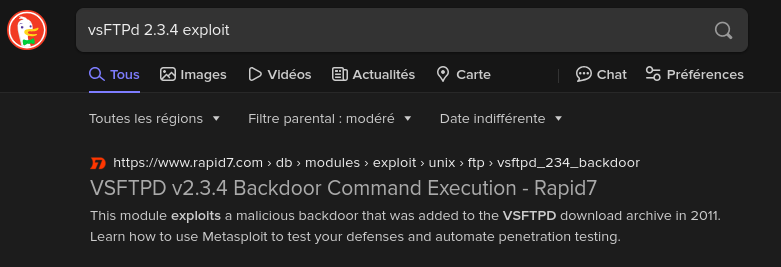 vsFTPd 2.3.4 exploit
Tous Images Vidéos Actualités Carte Chat Préférences
Toutes les régions Filtre parental : modéré Date indifférente
https://www.rapid7.com › db › modules › exploit › unix › ftp › vsftpd_234_backdoor
VSFTPD v2.3.4 Backdoor Command Execution - Rapid7
This module exploits a malicious backdoor that was added to the VSFTPD download archive in 2011.
Learn how to use Metasploit to test your defenses and automate penetration testing.